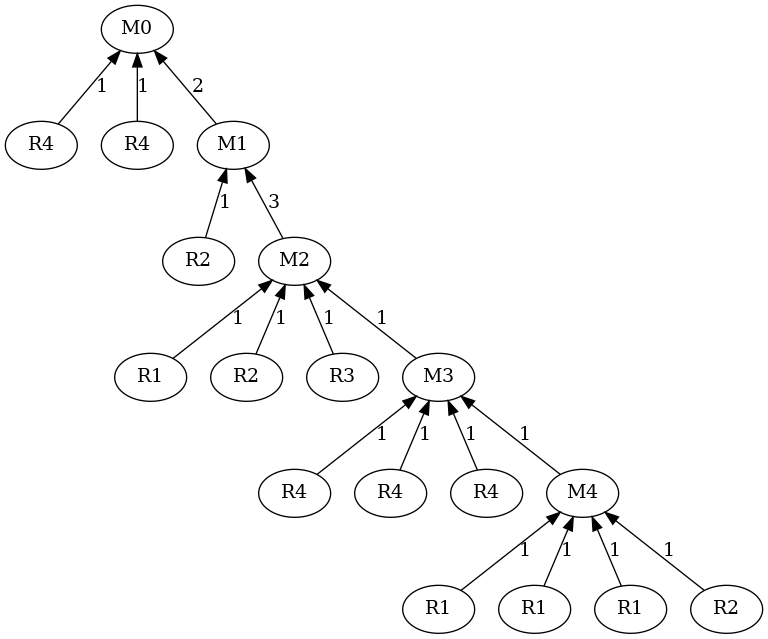 M0
1 1 2
R4 R4 M1
1 3
R2 M2
1 1 1 1
R1 R2 R3 M3
1 1 1 1
R4 R4 R4 M4
1 1 1 1
R1 R1 R1 R2